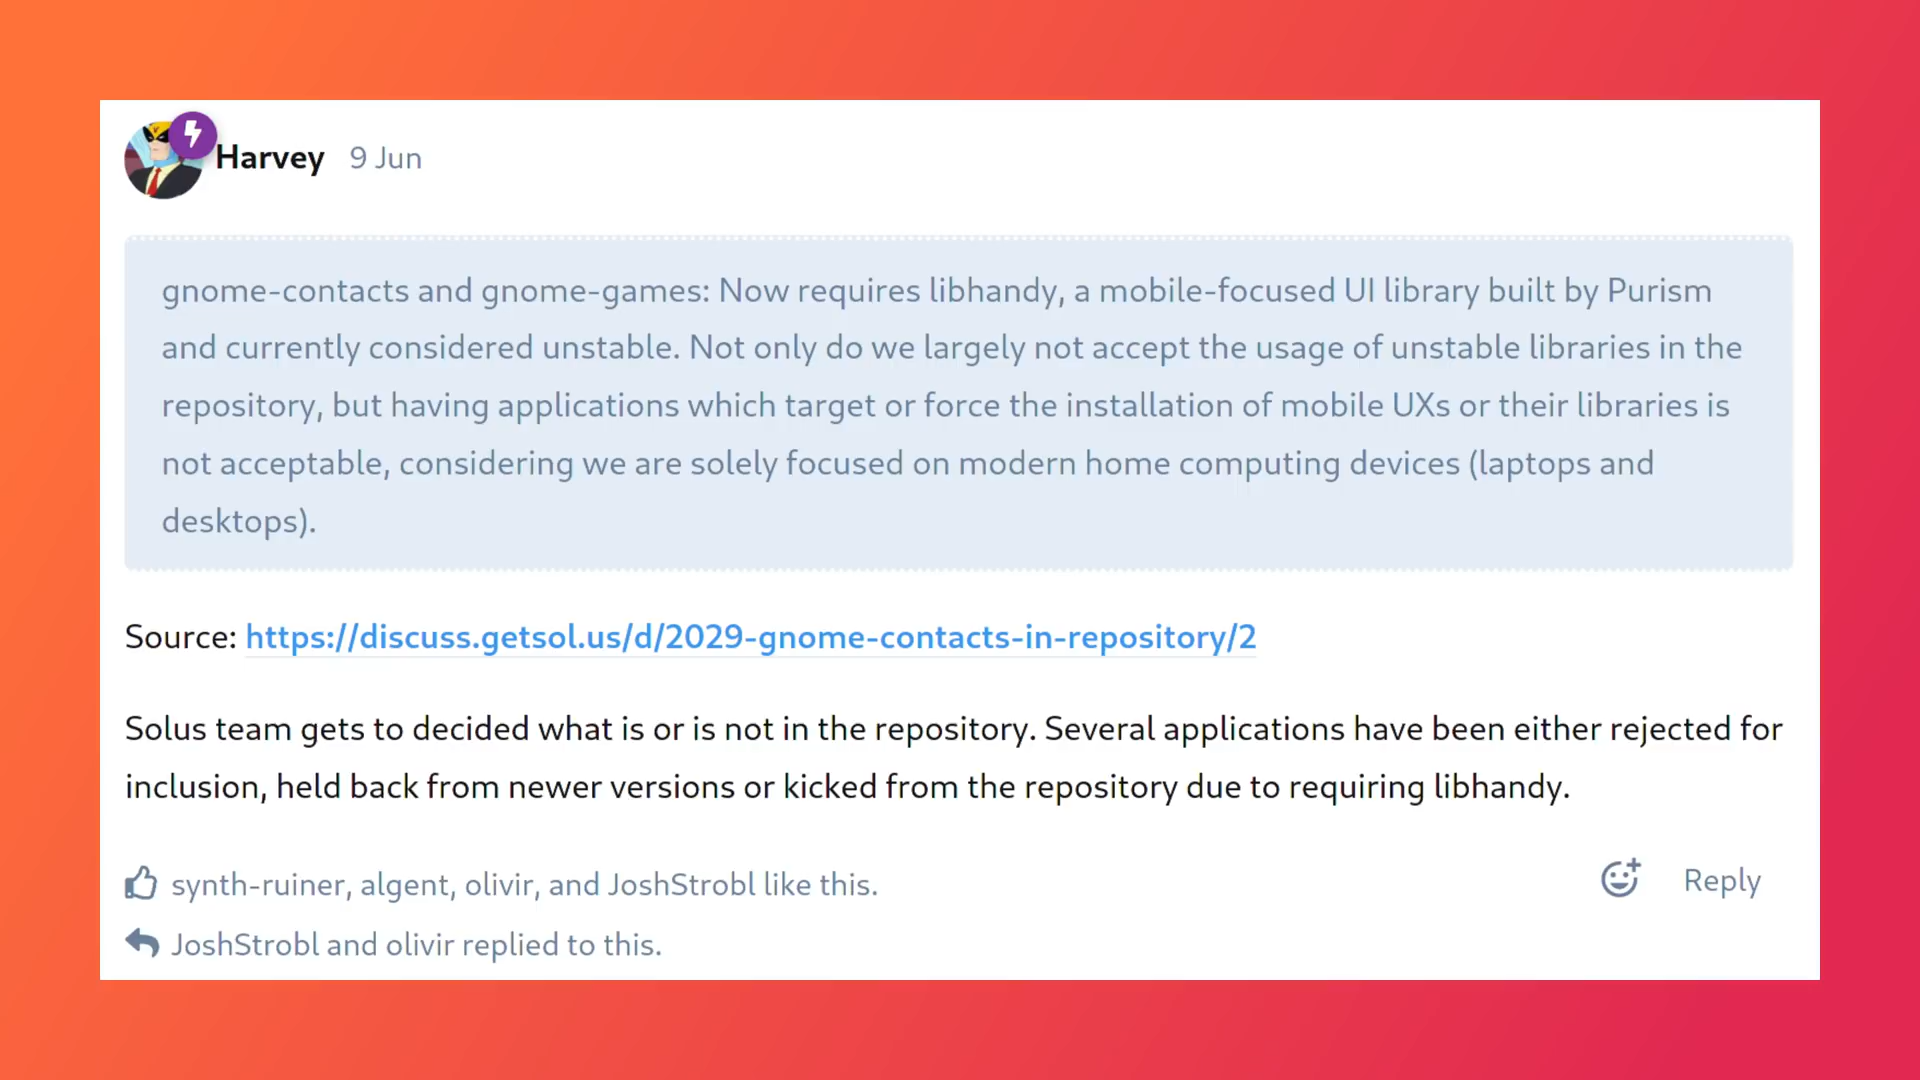 Harvey 9 Jun
gnome-contacts and gnome-games: Now requires libhandy, a mobile-focused UI library built by Purism
and currently considered unstable. Not only do we largely not accept the usage of unstable libraries in the
repository, but having applications which target or force the installation of mobile UXs or their libraries is
not acceptable, considering we are solely focused on modern home computing devices (laptops and
desktops).
Source: https://discuss.getsol.us/d/2029-gnome-contacts-in-repository/2
Solus team gets to decided what is or is not in the repository. Several applications have been either rejected for
inclusion, held back from newer versions or kicked from the repository due to requiring libhandy.
synth-ruiner, algent, olivir, and JoshStrobl like this.
Reply
JoshStrobl and olivir replied to this.